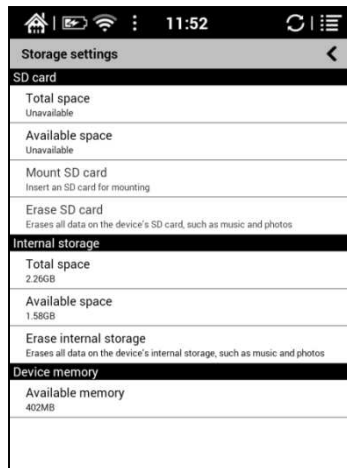 11:52
Storage settings
SD card
Total space
Unavailable
Available space
Unavailable
Mount SD card
Insert an SD card for mounting
Erase SD card
Erases all data on the device's SD card, such as music and photos
Internal storage
Total space
2.26GB
Available space
1.58GB
Erase internal storage
Erases all data on the device's internal storage, such as music and photos
Device memory
Available memory
402MB